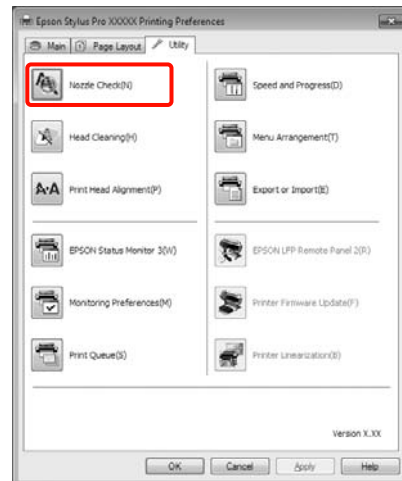 Epson Stylus Pro XXXXX Printing Preferences
Main Page Layout Utility
Nozzle Check(N)
Speed and Progress(D)
Head Cleaning(H)
Menu Arrangement(T)
Print Head Alignment(P)
Export or Import(E)
EPSON Status Monitor 3(W)
EPSON LFP Remote Panel 2(R)
Monitoring Preferences(M)
Printer Firmware Update(F)
Print Queue(S)
Printer Linearization(B)
Version X.XX
OK Cancel Apply Help